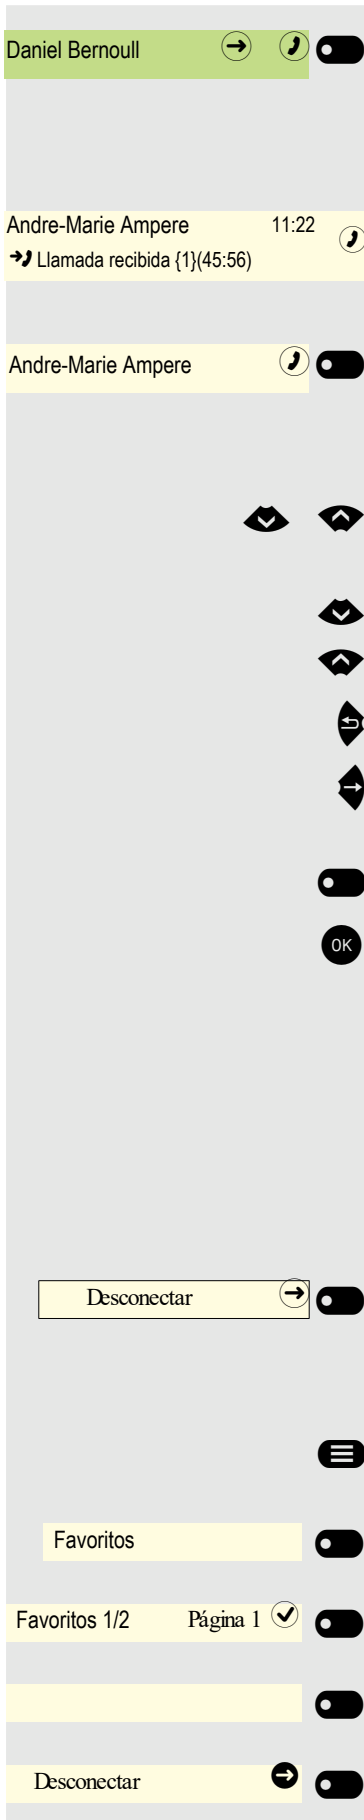 Daniel Bernoull
Andre-Marie Ampere 11:22
Llamada recibida {1}(45:56)
Andre-Marie Ampere
OK
Desconectar
Favoritos
Favoritos 1/2 Página 1
Desconectar